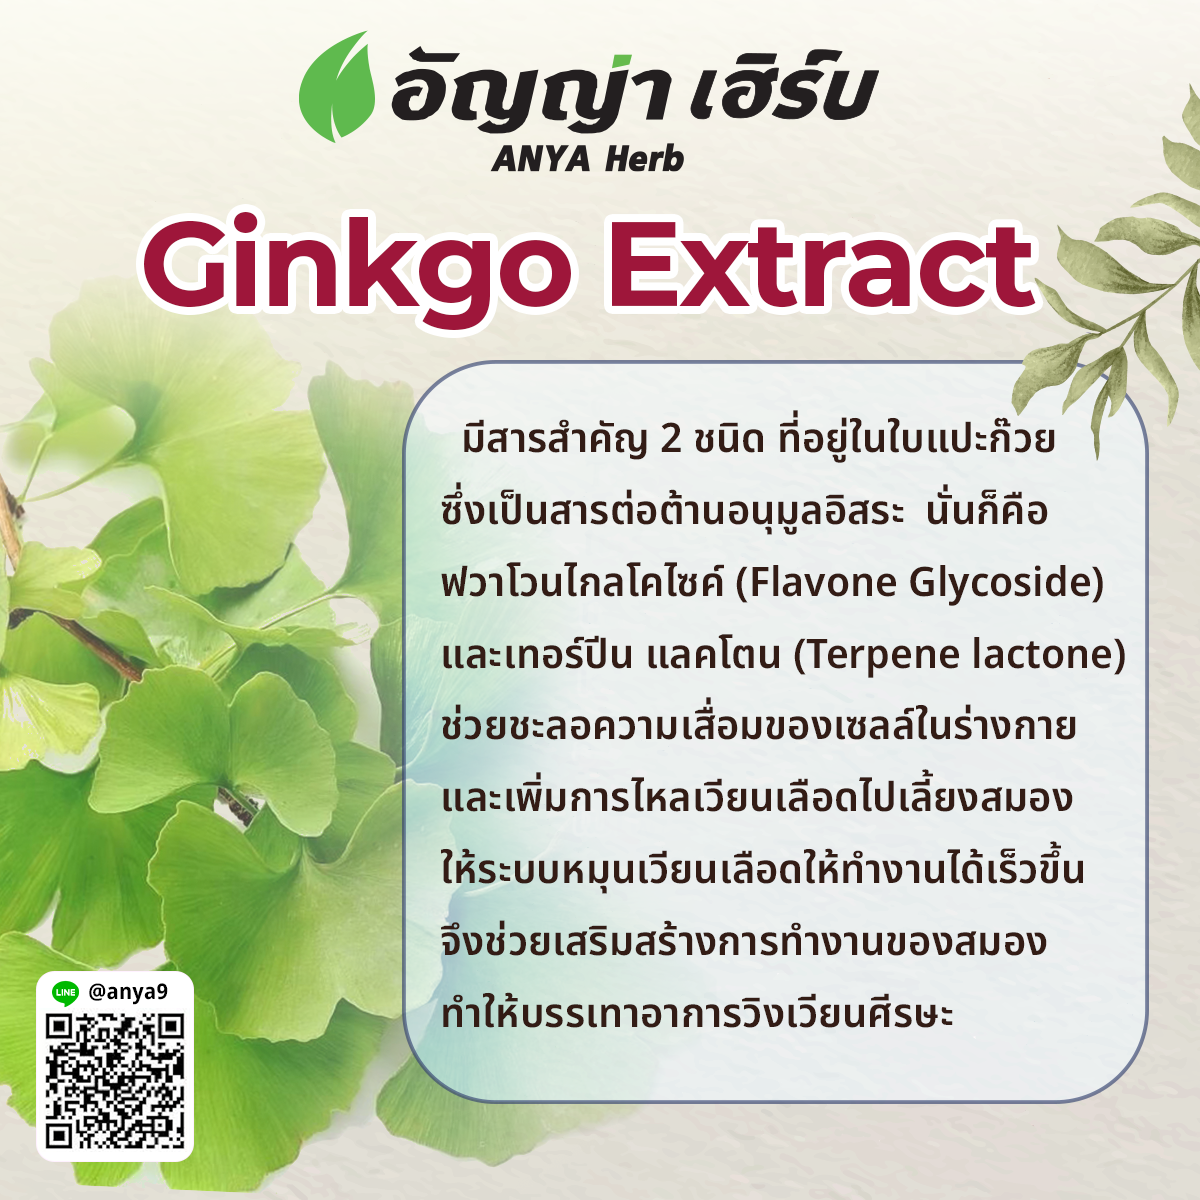 อัญญ่า เฮิร์บ
ANYA Herb
Ginkgo Extract
มีสารสำคัญ 2 ชนิด ที่อยู่ในใบแปะก๊วย
ซึ่งเป็นสารต่อต้านอนุมูลอิสระ นั่นก็คือ
ฟวาโวนไกลโคไซค์ (Flavone Glycoside)
และเทอร์ปีน แลคโตน (Terpene lactone)
ช่วยชะลอความเสื่อมของเซลล์ในร่างกาย
และเพิ่มการไหลเวียนเลือดไปเลี้ยงสมอง
ให้ระบบหมุนเวียนเลือดให้ทำงานได้เร็วขึ้น
จึงช่วยเสริมสร้างการทำงานของสมอง
ทำให้บรรเทาอาการวิงเวียนศีรษะ
LINE @anya9